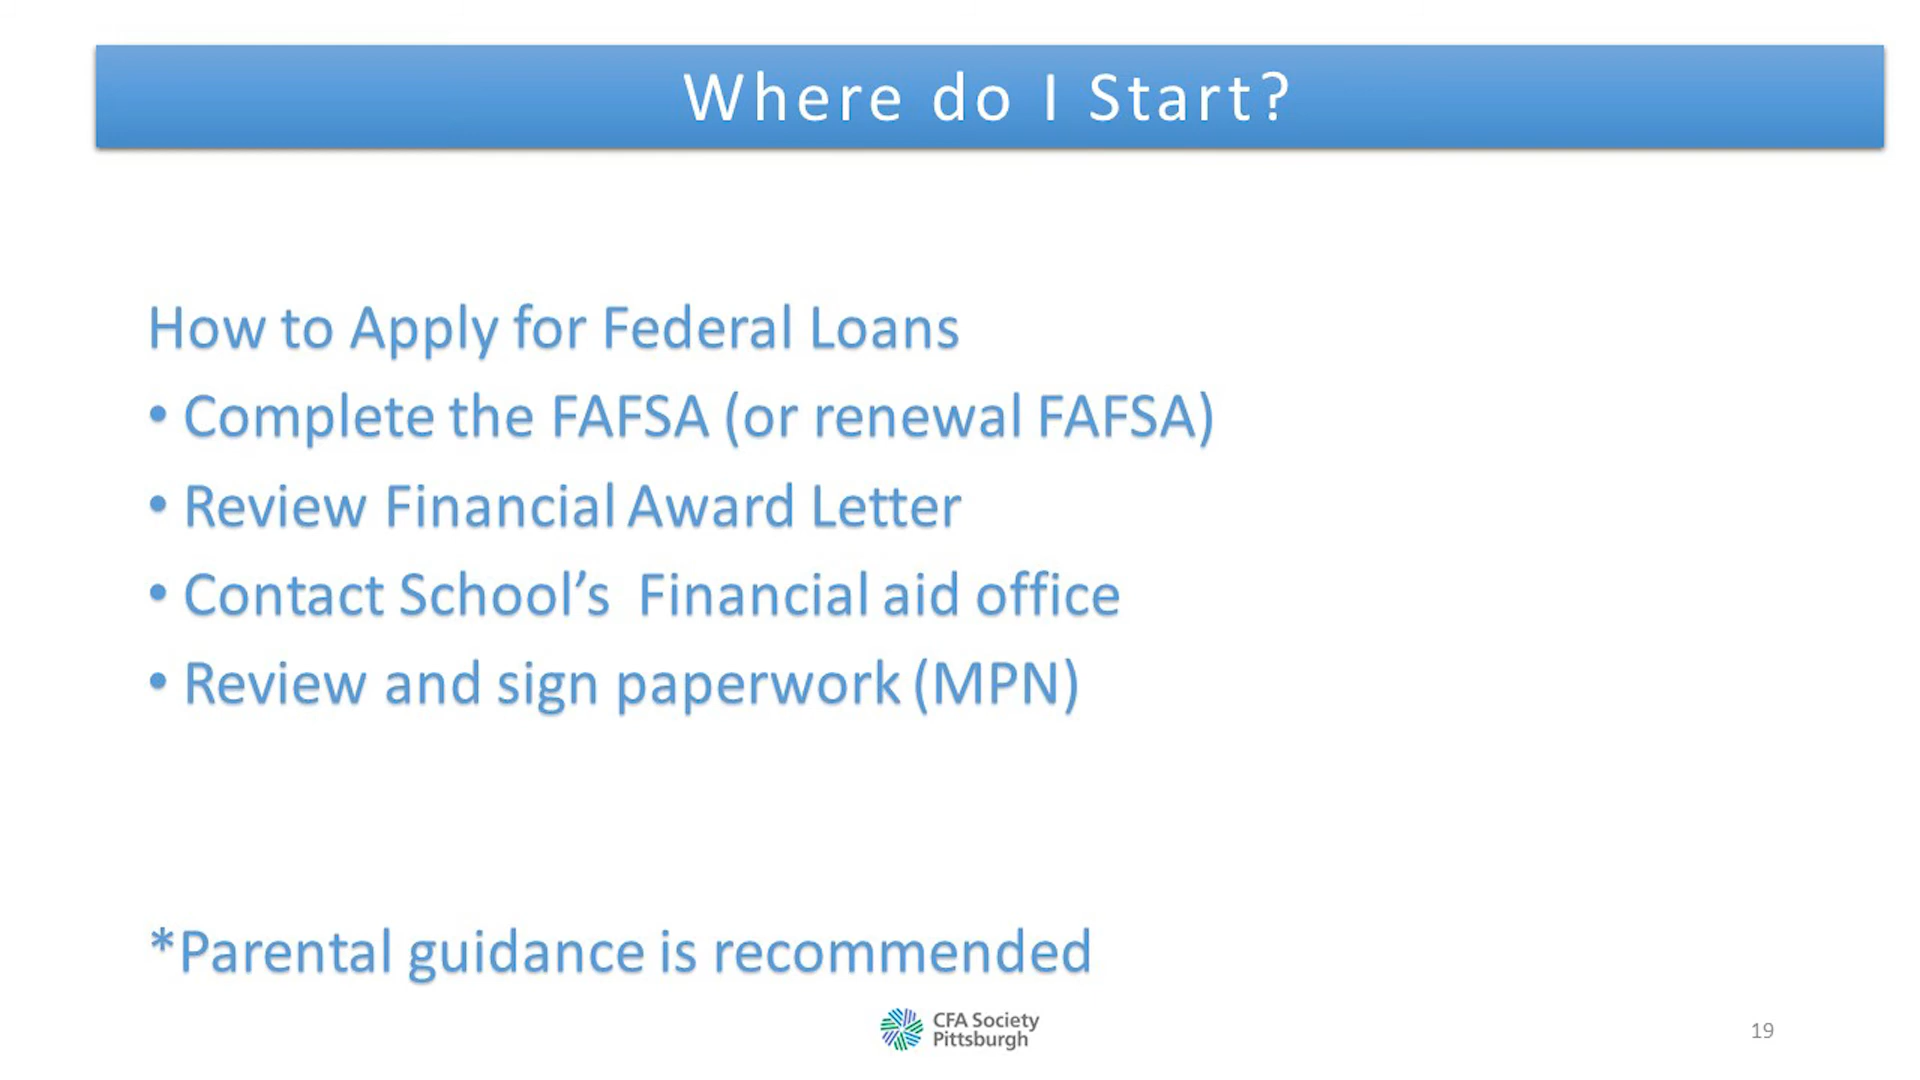 Where do I Start?
How to Apply for Federal Loans
• Complete the FAFSA (or renewal FAFSA)
• Review Financial Award Letter
• Contact School’s  Financial aid office
• Review and sign paperwork (MPN)
*Parental guidance is recommended
CFA Society
Pittsburgh
19